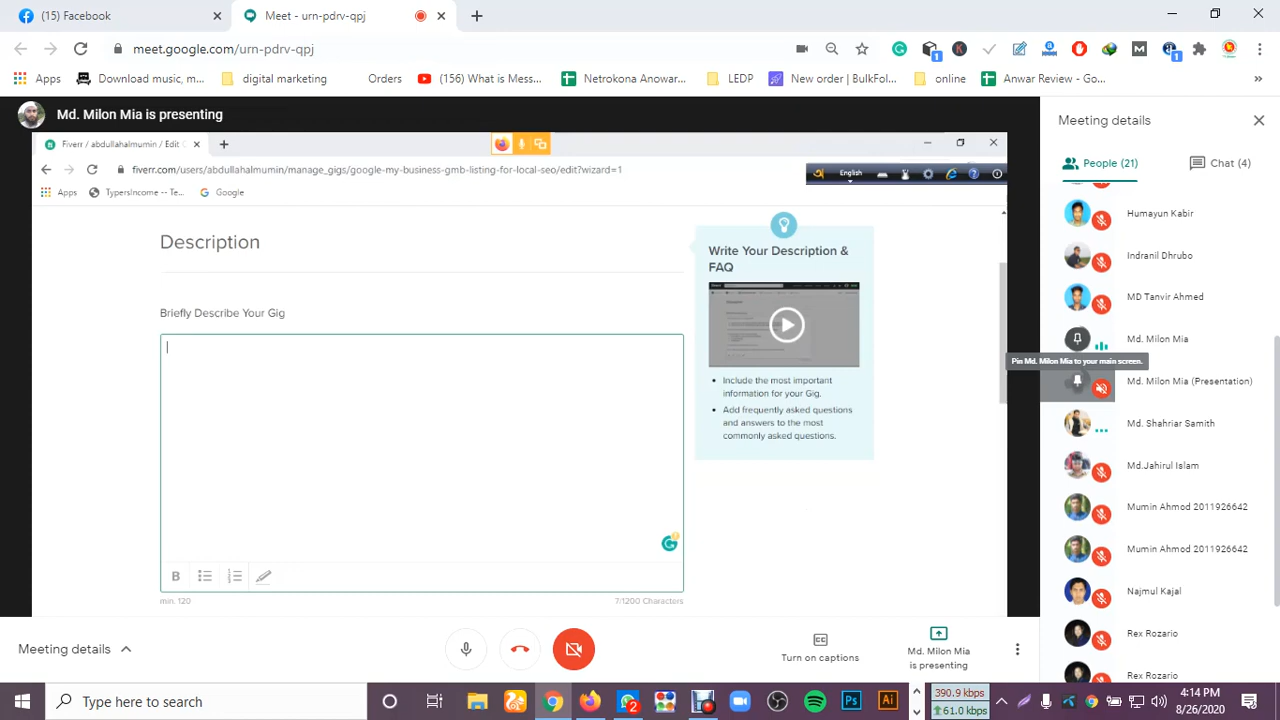 (15) Facebook
Meet - urn-pdrv-qpj
meet.google.com/urn-pdrv-qpj
1
K
M
1
Apps
Download music, m...
digital marketing
Orders
(156) What is Mess...
Netrokona Anowar...
LEDP
New order | BulkFol...
online
Anwar Review - Go...
»
Md. Milon Mia is presenting
Fiverr / abdullahalmumin / Edit G
fiverr.com/users/abdullahalmumin/manage_gigs/google-my-business-gmb-listing-for-local-seo/edit?wizard=1
English
Apps
TypersIncome -- Te...
Google
Description
Briefly Describe Your Gig
B
min. 120
7/1200 Characters
Write Your Description &
FAQ
Include the most important
information for your Gig.
Add frequently asked questions
and answers to the most
commonly asked questions.
Meeting details
People (21)
Chat (4)
Humayun Kabir
Indranil Dhrubo
MD Tanvir Ahmed
Md. Milon Mia
Pin Md. Milon Mia to your main screen.
Md. Milon Mia (Presentation)
Md. Shahriar Samith
Md.Jahirul Islam
Mumin Ahmod 2011926642
Mumin Ahmod 2011926642
Najmul Kajal
Rex Rozario
Rex Rozario
Meeting details
Turn on captions
Md. Milon Mia
is presenting
Type here to search
2
Ps
Ai
390.9 kbps
61.0 kbps
4:14 PM
8/26/2020